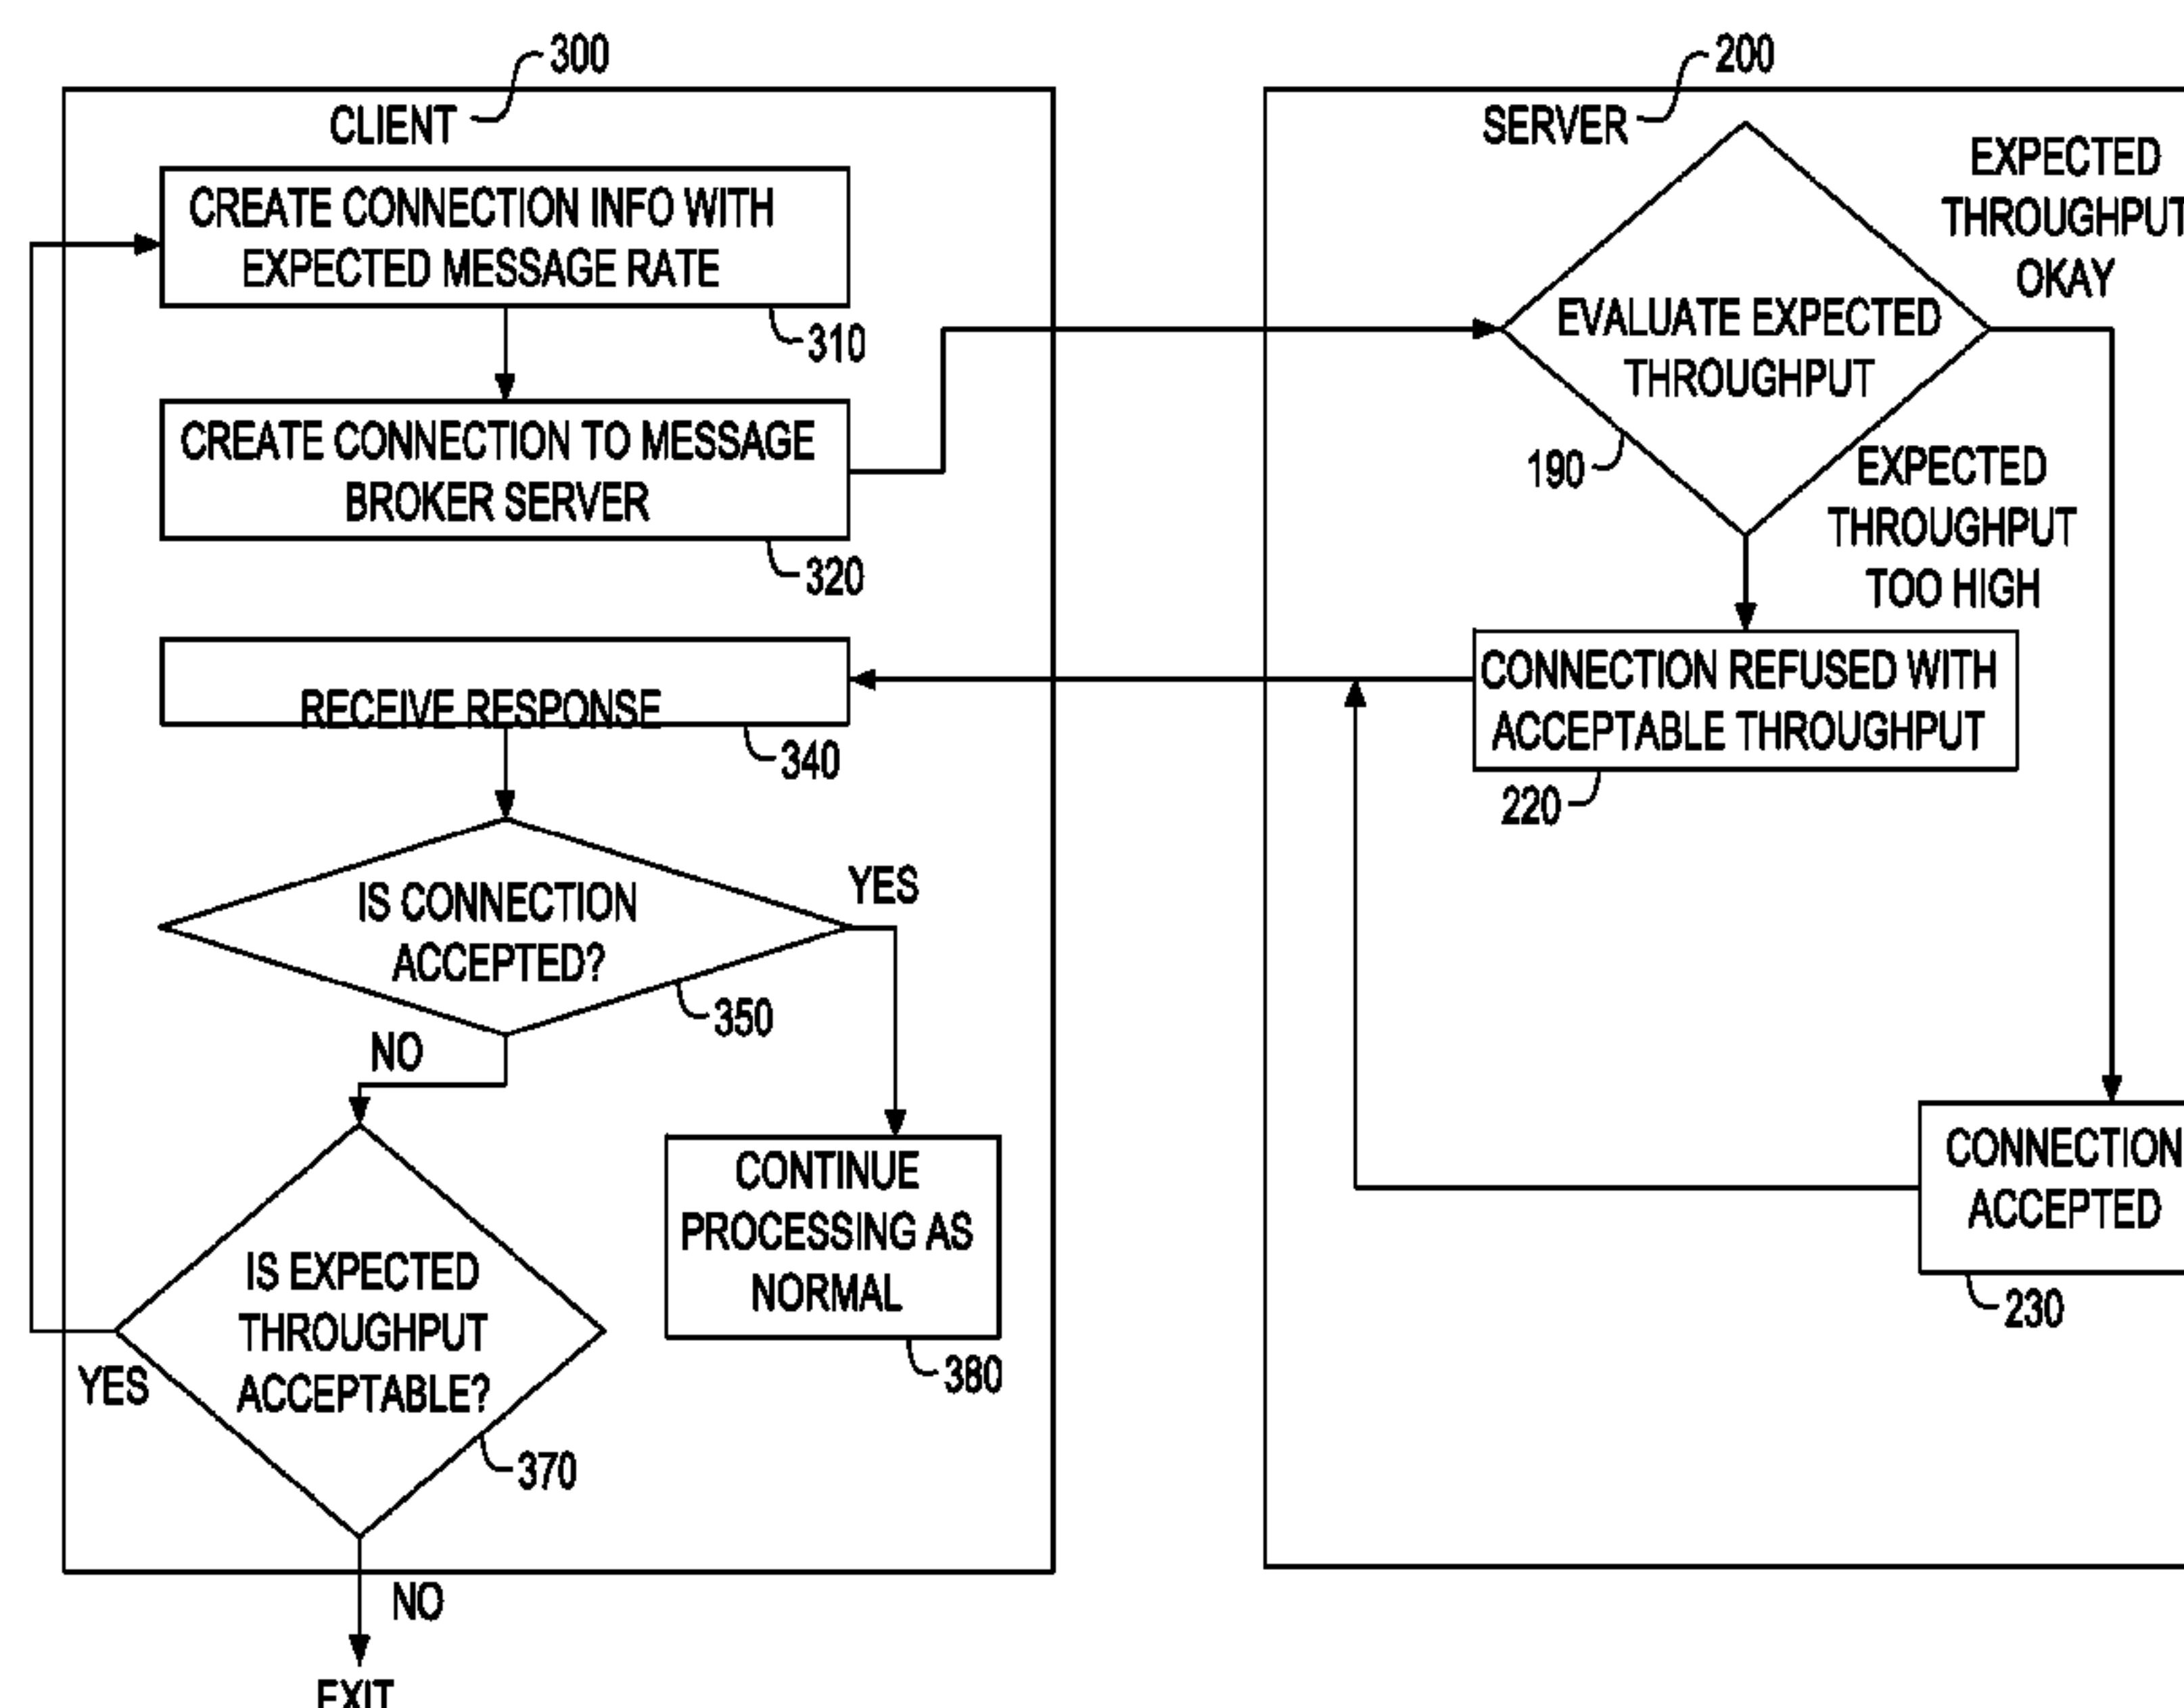 300
CLIENT
CREATE CONNECTION INFO WITH
EXPECTED MESSAGE RATE
310
CREATE CONNECTION TO MESSAGE
BROKER SERVER
320
RECEIVE RESPONSE
340
IS CONNECTION
ACCEPTED?
350
YES
NO
CONTINUE
PROCESSING AS
NORMAL
380
IS EXPECTED
THROUGHPUT
ACCEPTABLE?
370
YES
NO
EXIT
200
SERVER
EVALUATE EXPECTED
THROUGHPUT
190
EXPECTED
THROUGHPUT
OKAY
EXPECTED
THROUGHPUT
TOO HIGH
CONNECTION REFUSED WITH
ACCEPTABLE THROUGHPUT
220
CONNECTION
ACCEPTED
230